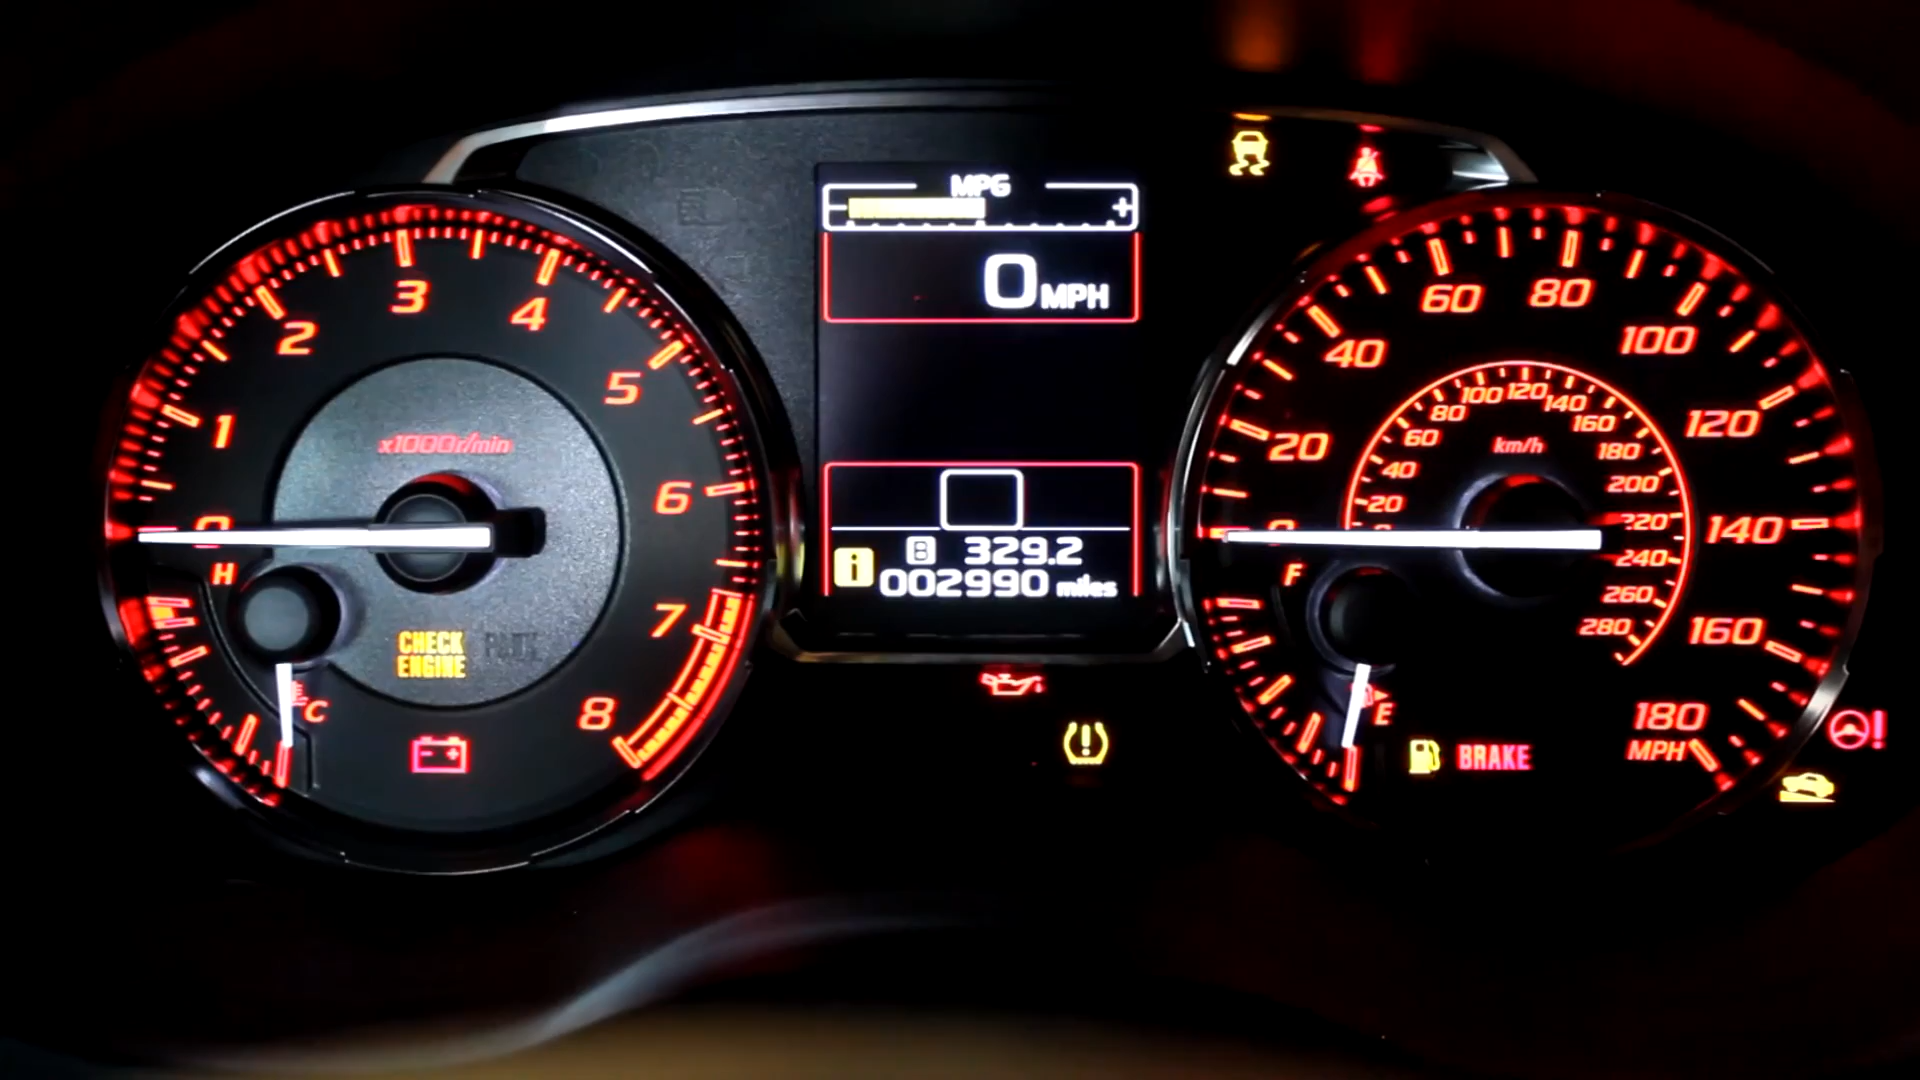 MPG
- +
0 MPH
B 329.2
i 002990 miles
0 1 2 3 4 5 6 7 8
x1000r/min
H
C
CHECK
ENGINE
- +
!
0 20 40 60 80 100 120 140 160 180
MPH
km/h
20 40 60 80 100 120 140 160 180 200 220 240 260 280
F
E
BRAKE
!